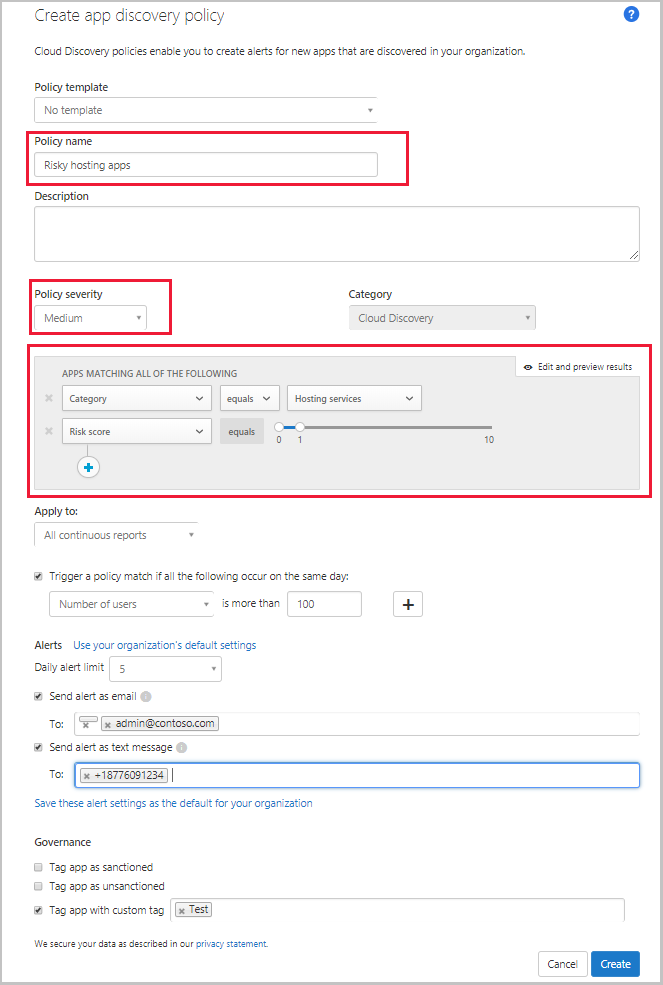 Create app discovery policy
?
Cloud Discovery policies enable you to create alerts for new apps that are discovered in your organization.
Policy template
No template
Policy name
Risky hosting apps
Description
Policy severity
Category
Medium
Cloud Discovery
APPS MATCHING ALL OF THE FOLLOWING
Edit and preview results
Category equals Hosting services
Risk score equals
0 1 10
Apply to:
All continuous reports
Trigger a policy match if all the following occur on the same day:
Number of users is more than 100
Alerts Use your organization's default settings
Daily alert limit 5
Send alert as email
To: admin@contoso.com
Send alert as text message
To: +18776091234
Save these alert settings as the default for your organization
Governance
Tag app as sanctioned
Tag app as unsanctioned
Tag app with custom tag Test
We secure your data as described in our privacy statement.
Cancel Create